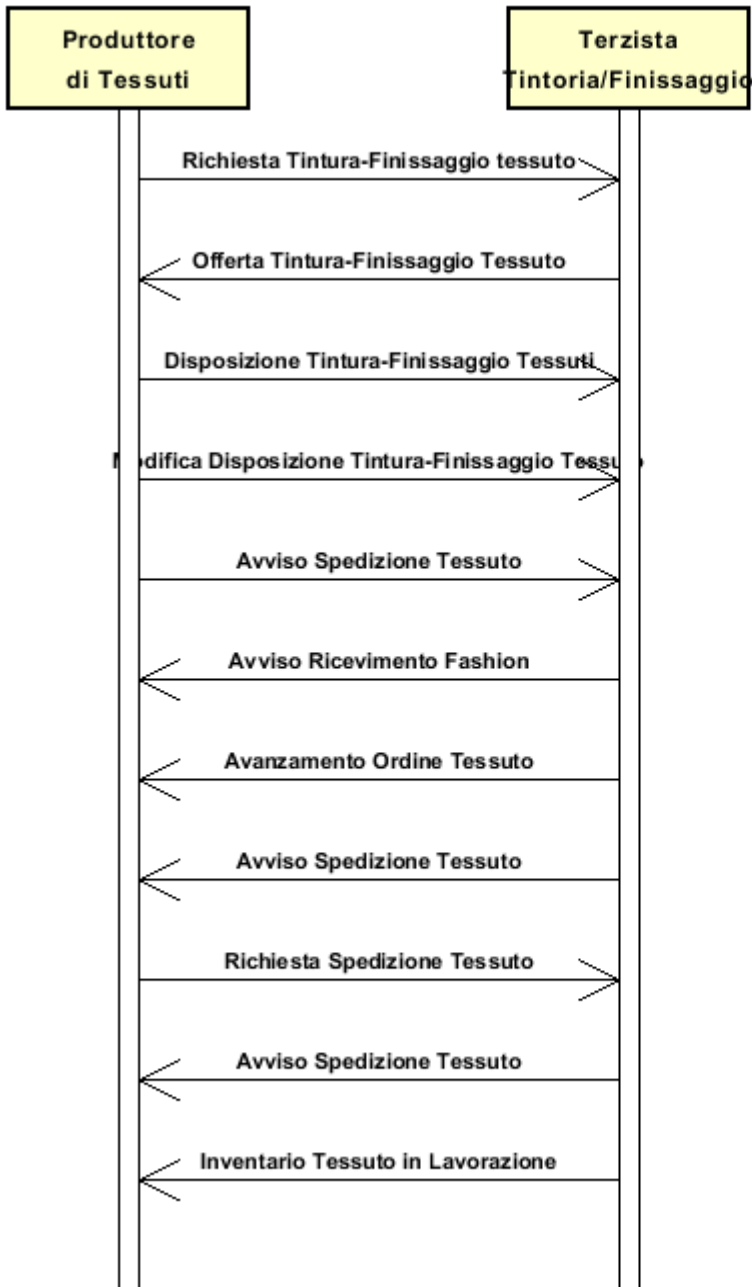 Produttore
di Tessuti
Terzista
Tintoria/Finissaggio
Richiesta Tintura-Finissaggio tessuto
Offerta Tintura-Finissaggio Tessuto
Disposizione Tintura-Finissaggio Tessuti
Modifica Disposizione Tintura-Finissaggio Tessuto
Avviso Spedizione Tessuto
Avviso Ricevimento Fashion
Avanzamento Ordine Tessuto
Avviso Spedizione Tessuto
Richiesta Spedizione Tessuto
Avviso Spedizione Tessuto
Inventario Tessuto in Lavorazione